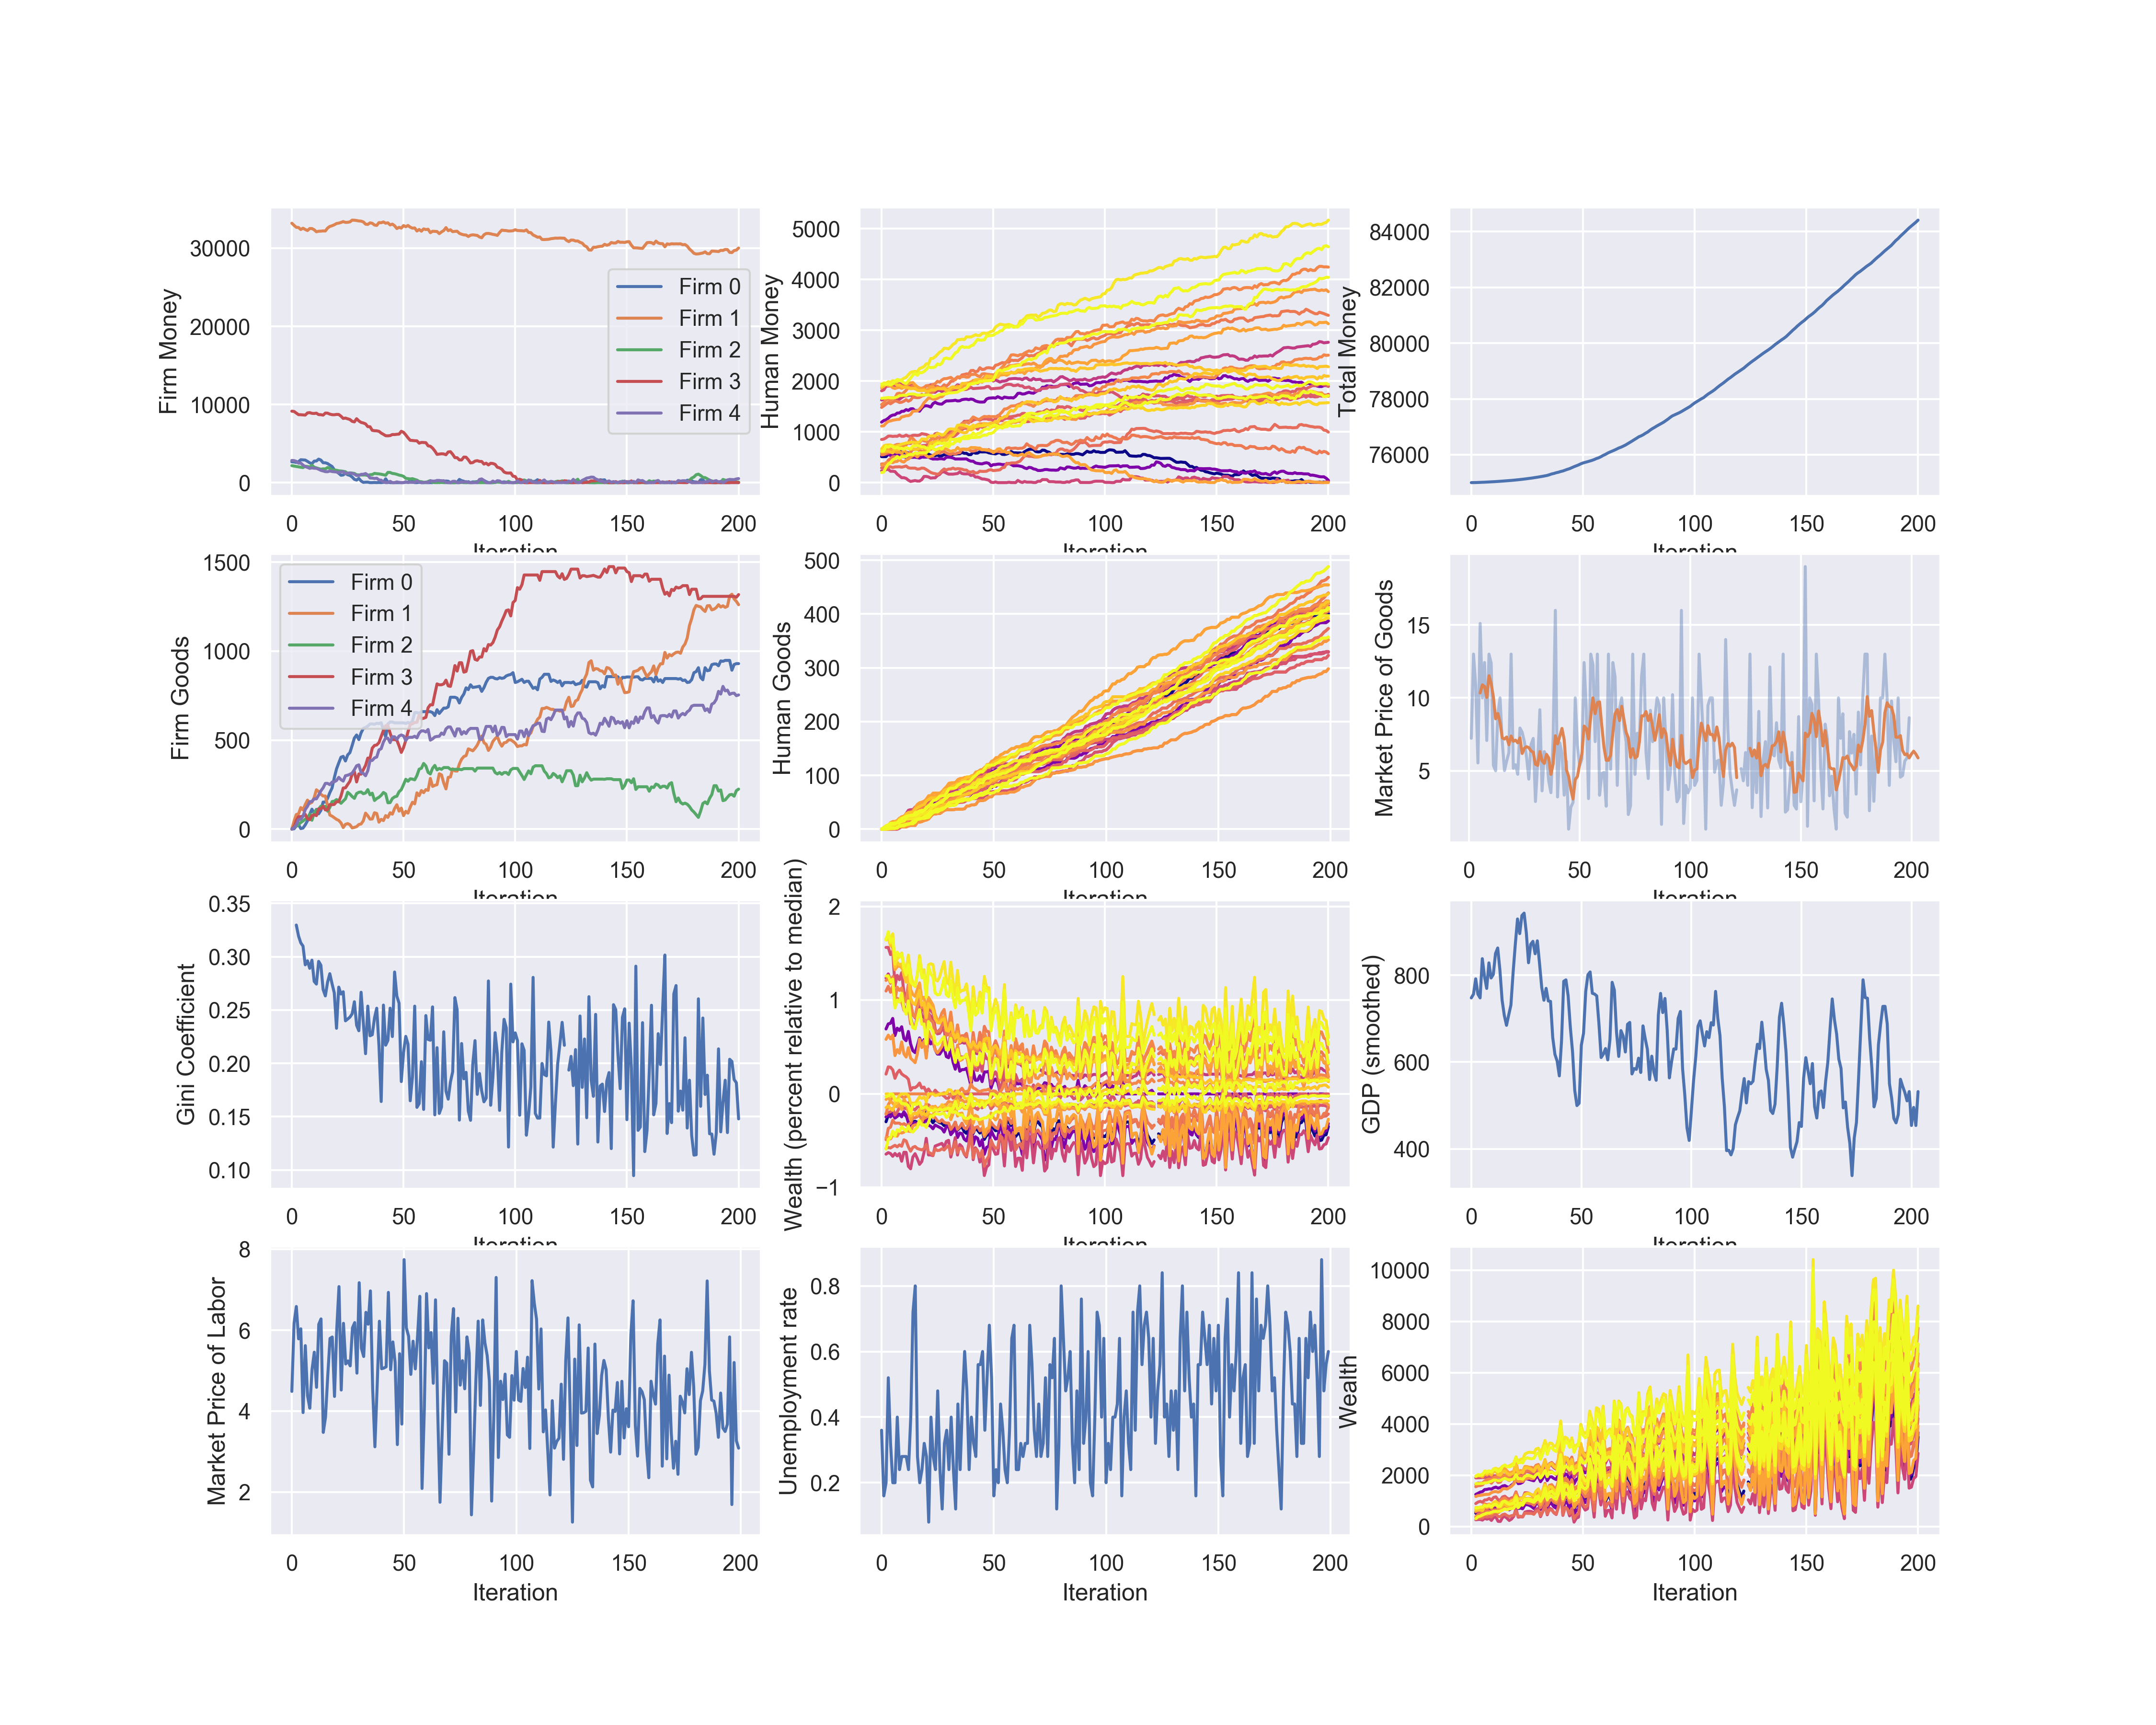 Firm Money
30000
20000
10000
0
Firm 0
Firm 1
Firm 2
Firm 3
Firm 4
0 50 100 150 200
Iteration
Human Money
5000
4000
3000
2000
1000
0
0 50 100 150 200
Iteration
Total Money
84000
82000
80000
78000
76000
0 50 100 150 200
Iteration
Firm Goods
1500
1000
500
0
Firm 0
Firm 1
Firm 2
Firm 3
Firm 4
0 50 100 150 200
Iteration
Human Goods
500
400
300
200
100
0
0 50 100 150 200
Iteration
Market Price of Goods
15
10
5
0 50 100 150 200
Iteration
Gini Coefficient
0.35
0.30
0.25
0.20
0.15
0.10
0 50 100 150 200
Iteration
Wealth (percent relative to median)
2
1
0
−1
0 50 100 150 200
Iteration
GDP (smoothed)
800
600
400
0 50 100 150 200
Iteration
Market Price of Labor
8
6
4
2
0 50 100 150 200
Iteration
Unemployment rate
0.8
0.6
0.4
0.2
0 50 100 150 200
Iteration
Wealth
10000
8000
6000
4000
2000
0
0 50 100 150 200
Iteration